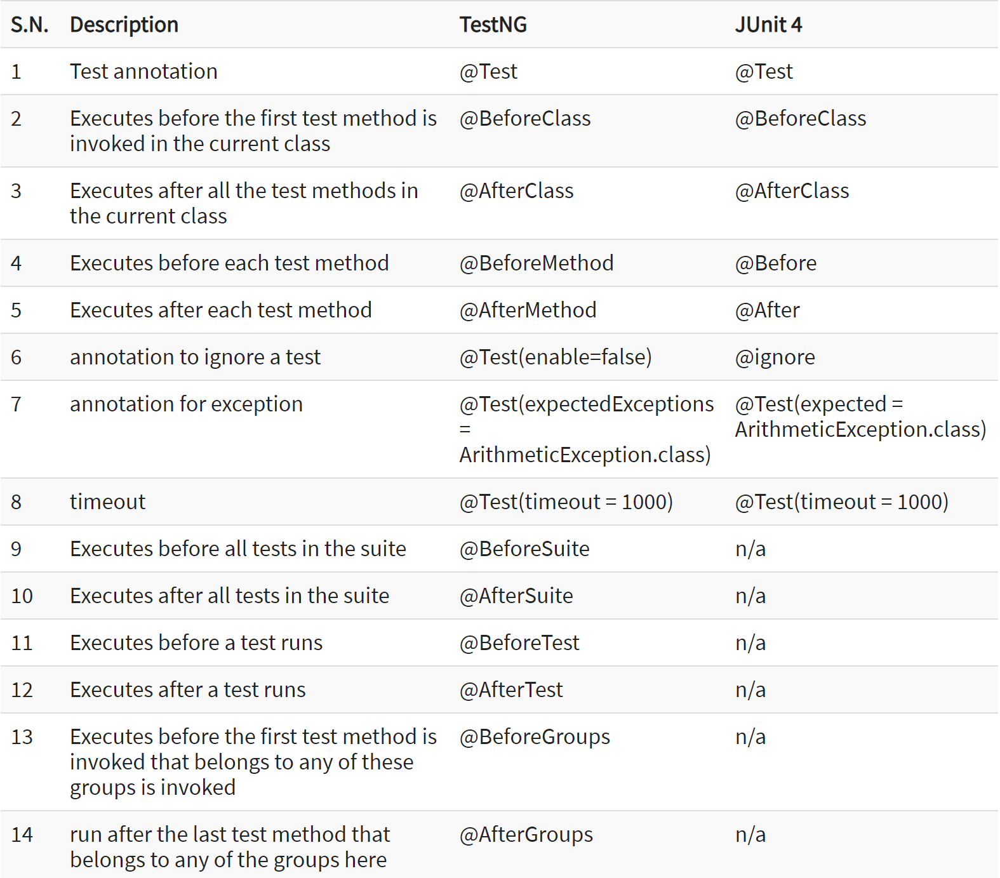 S.N. Description TestNG JUnit 4
1 Test annotation @Test @Test
2 Executes before the first test method is @BeforeClass @BeforeClass
invoked in the current class
3 Executes after all the test methods in @AfterClass @AfterClass
the current class
4 Executes before each test method @BeforeMethod @Before
5 Executes after each test method @AfterMethod @After
6 annotation to ignore a test @Test(enable=false) @ignore
7 annotation for exception @Test(expectedExceptions @Test(expected =
= ArithmeticException.class)
ArithmeticException.class)
8 timeout @Test(timeout = 1000) @Test(timeout = 1000)
9 Executes before all tests in the suite @BeforeSuite n/a
10 Executes after all tests in the suite @AfterSuite n/a
11 Executes before a test runs @BeforeTest n/a
12 Executes after a test runs @AfterTest n/a
13 Executes before the first test method is @BeforeGroups n/a
invoked that belongs to any of these
groups is invoked
14 run after the last test method that @AfterGroups n/a
belongs to any of the groups here